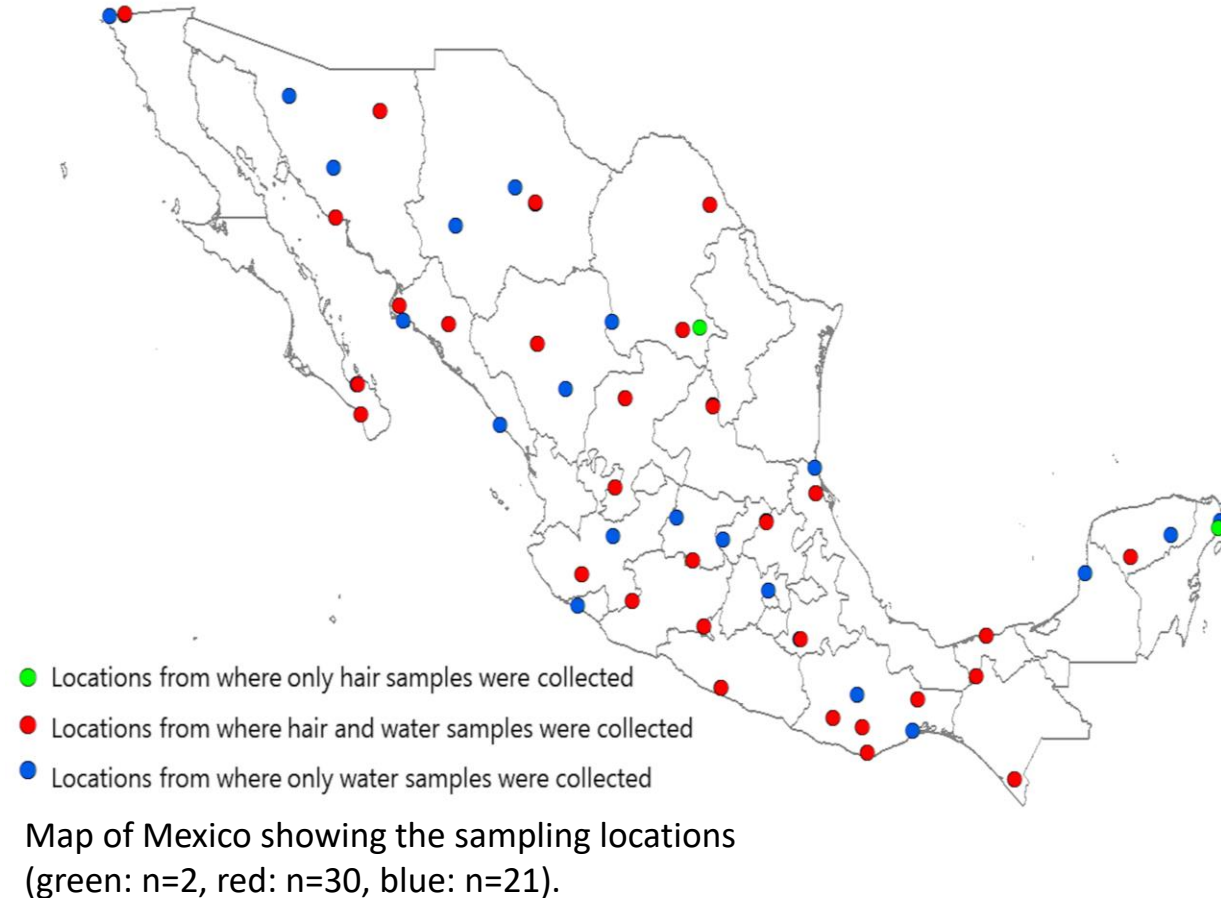 Locations from where only hair samples were collected
Locations from where hair and water samples were collected
Locations from where only water samples were collected
Map of Mexico showing the sampling locations
(green: n=2, red: n=30, blue: n=21).